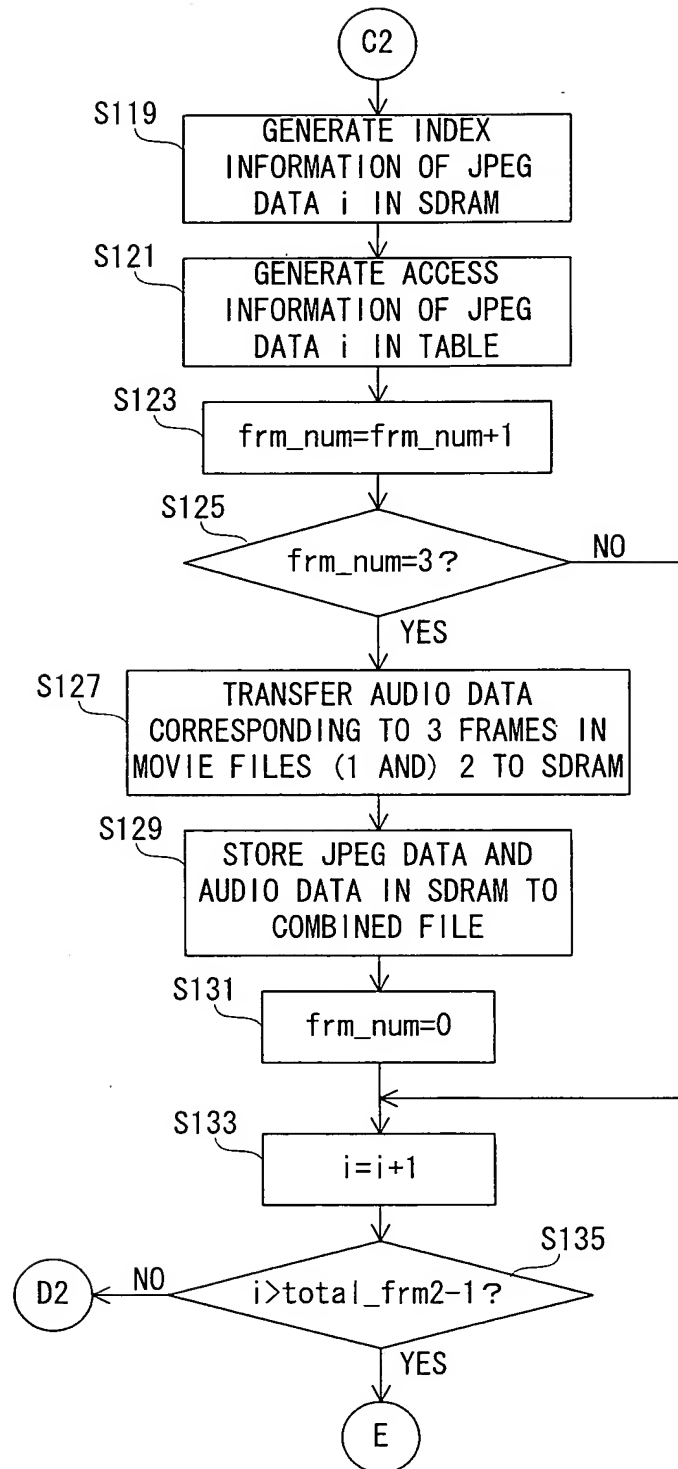 C2
S119
GENERATE INDEX
INFORMATION OF JPEG
DATA i IN SDRAM
S121
GENERATE ACCESS
INFORMATION OF JPEG
DATA i IN TABLE
S123
frm_num=frm_num+1
S125
frm_num=3?
NO
YES
S127
TRANSFER AUDIO DATA
CORRESPONDING TO 3 FRAMES IN
MOVIE FILES (1 AND) 2 TO SDRAM
S129
STORE JPEG DATA AND
AUDIO DATA IN SDRAM TO
COMBINED FILE
S131
frm_num=0
S133
i=i+1
S135
i>total_frm2-1?
NO
D2
YES
E